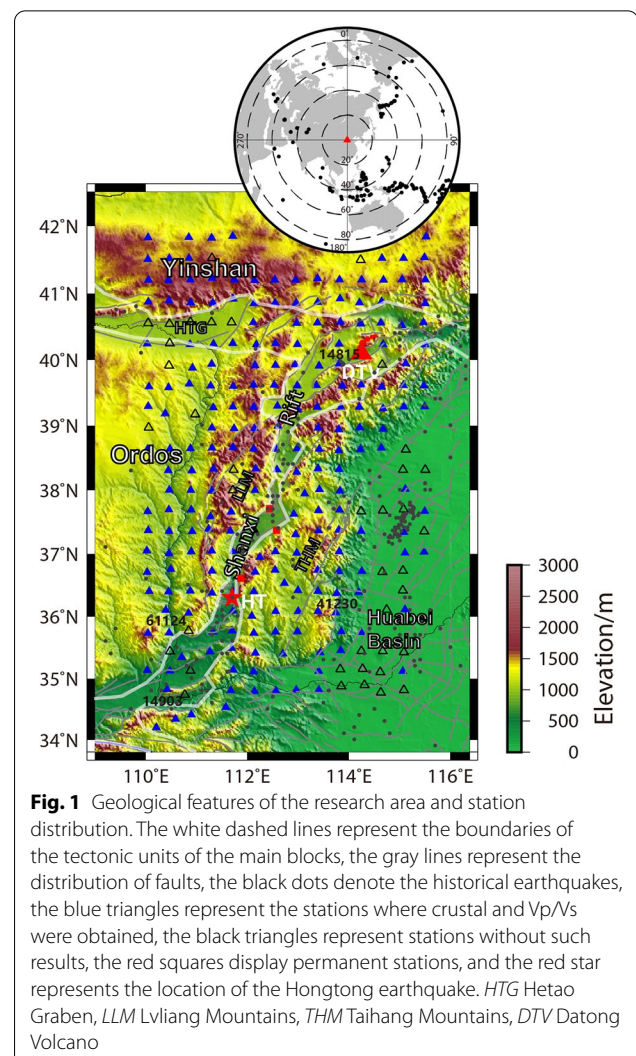 0°
270°
90°
20°
40°
60°
80°
180°
42°N
41°N
40°N
39°N
38°N
37°N
36°N
35°N
34°N
110°E
112°E
114°E
116°E
Yinshan
HTG
14815
DTV
Rift
Ordos
LLM
Shanxi
THM
HT
61124
41230
Huabei
Basin
14903
3000
2500
2000
1500
1000
500
0
Elevation/m
Fig. 1 Geological features of the research area and station
distribution. The white dashed lines represent the boundaries of
the tectonic units of the main blocks, the gray lines represent the
distribution of faults, the black dots denote the historical earthquakes,
the blue triangles represent the stations where crustal and Vp/Vs
were obtained, the black triangles represent stations without such
results, the red squares display permanent stations, and the red star
represents the location of the Hongtong earthquake. HTG Hetao
Graben, LLM Lvliang Mountains, THM Taihang Mountains, DTV Datong
Volcano